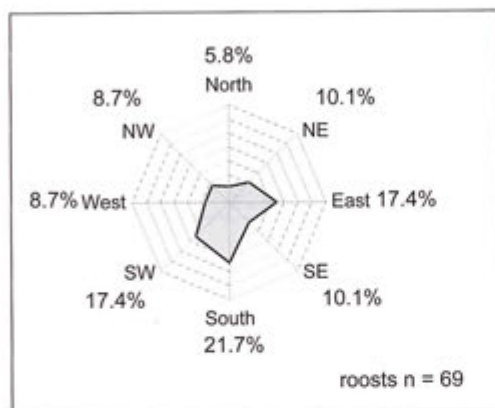 5.8%
North
8.7%
NW
10.1%
NE
8.7% West
East 17.4%
SW
17.4%
SE
10.1%
South
21.7%
roosts n = 69